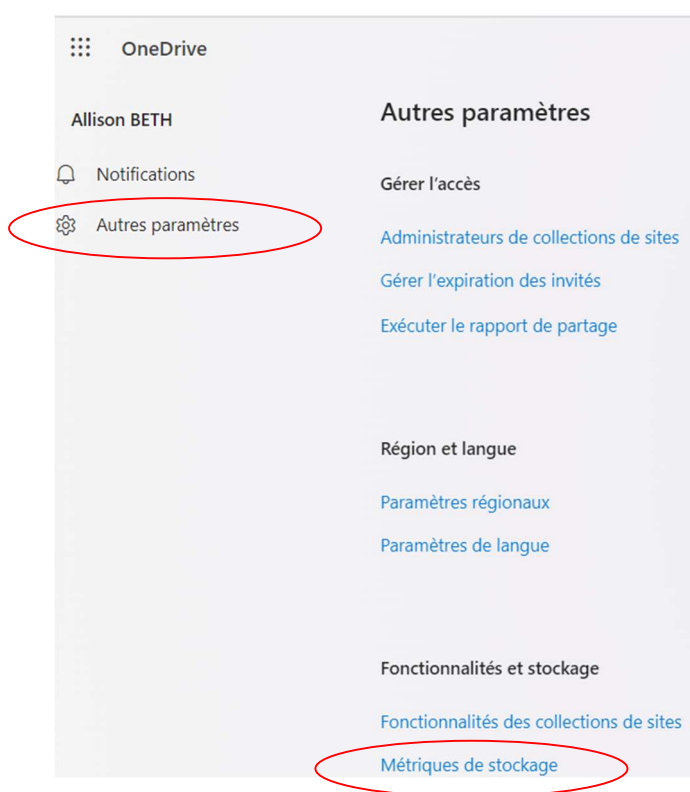 OneDrive
Allison BETH
Notifications
Autres paramètres
Autres paramètres
Gérer l'accès
Administrateurs de collections de sites
Gérer l'expiration des invités
Exécuter le rapport de partage
Région et langue
Paramètres régionaux
Paramètres de langue
Fonctionnalités et stockage
Fonctionnalités des collections de sites
Métriques de stockage